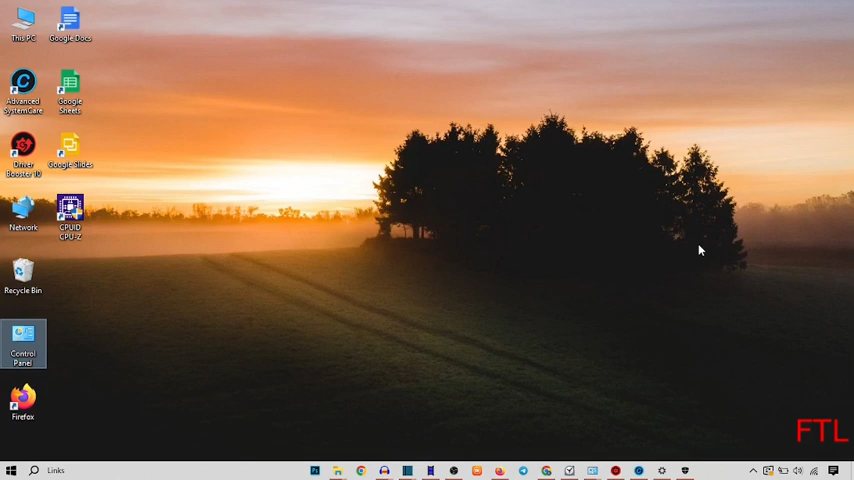 This PC
Google Docs
Advanced
SystemCare
Google
Sheets
Driver
Booster 10
Google Slides
Network
CPUID
CPU-Z
Recycle Bin
Control
Panel
Firefox
FTL
Links